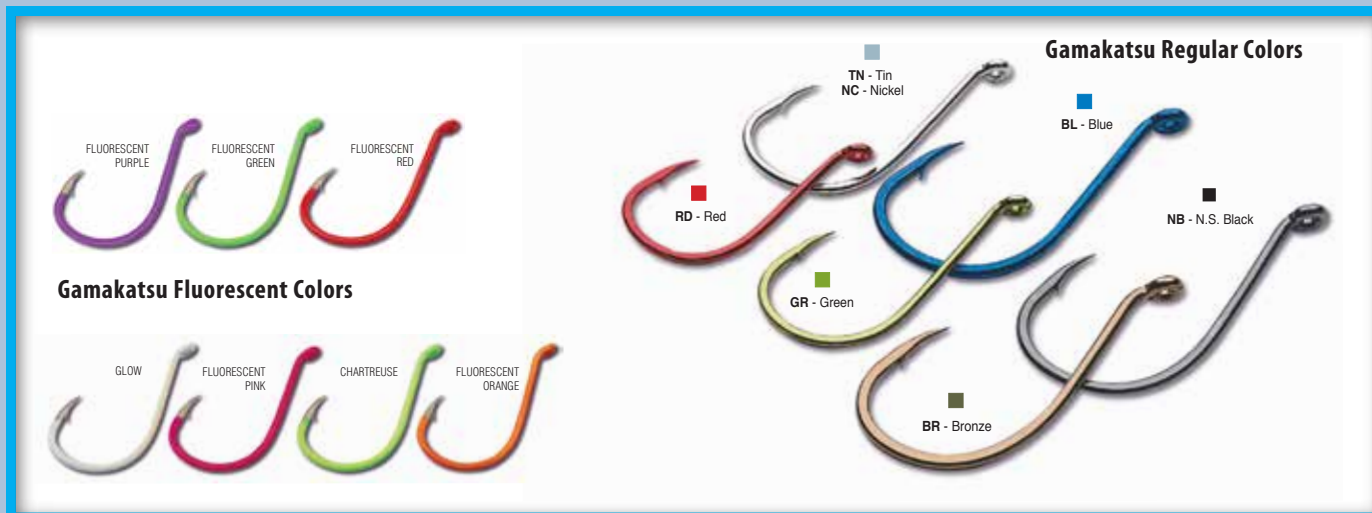 FLUORESCENT
PURPLE
FLUORESCENT
GREEN
FLUORESCENT
RED
Gamakatsu Fluorescent Colors
GLOW
FLUORESCENT
PINK
CHARTREUSE
FLUORESCENT
ORANGE
Gamakatsu Regular Colors
TN - Tin
NC - Nickel
BL - Blue
RD - Red
NB - N.S. Black
GR - Green
BR - Bronze